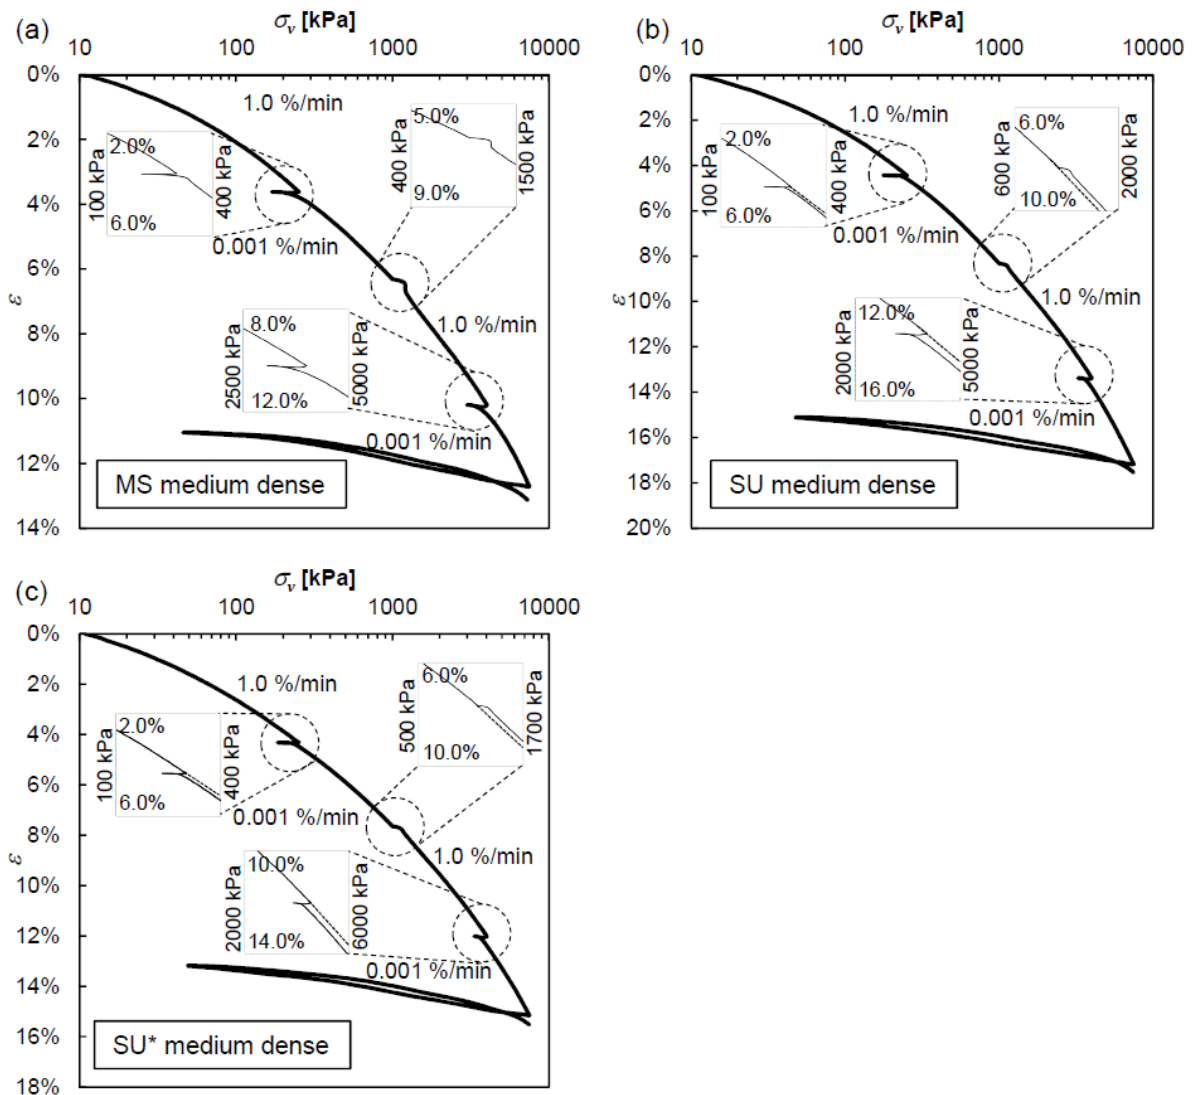 (a)
σv [kPa]
10 100 1000 10000
0%
2%
4%
6%
8%
10%
12%
14%
ε
1.0 %/min
5.0%
9.0%
400 kPa
1500 kPa
2.0%
6.0%
100 kPa
400 kPa
0.001 %/min
1.0 %/min
8.0%
12.0%
2500 kPa
5000 kPa
0.001 %/min
MS medium dense
(b)
σv [kPa]
10 100 1000 10000
0%
2%
4%
6%
8%
10%
12%
14%
16%
18%
20%
ε
1.0 %/min
6.0%
10.0%
600 kPa
2000 kPa
2.0%
6.0%
100 kPa
400 kPa
0.001 %/min
1.0 %/min
12.0%
16.0%
2000 kPa
5000 kPa
0.001 %/min
SU medium dense
(c)
σv [kPa]
10 100 1000 10000
0%
2%
4%
6%
8%
10%
12%
14%
16%
18%
ε
1.0 %/min
6.0%
10.0%
500 kPa
1700 kPa
2.0%
6.0%
100 kPa
400 kPa
0.001 %/min
1.0 %/min
10.0%
14.0%
2000 kPa
6000 kPa
0.001 %/min
SU* medium dense